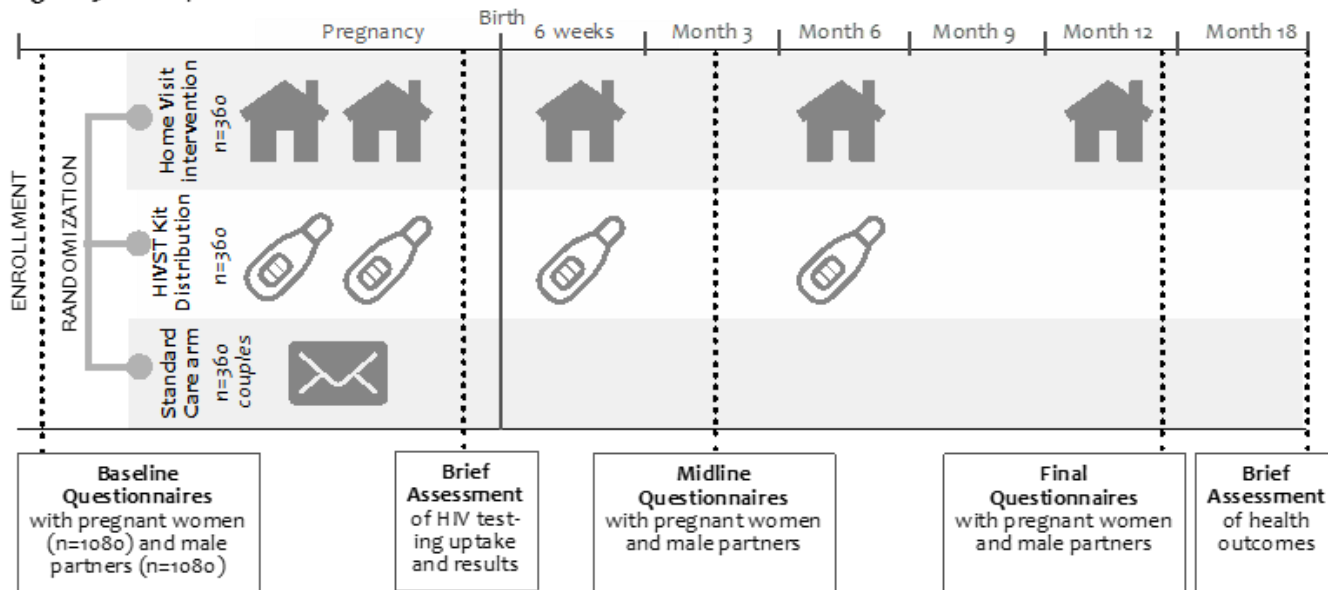 Birth
Pregnancy
6 weeks
Month 3
Month 6
Month 9
Month 12
Month 18
ENROLLMENT
RANDOMIZATION
Home Visit
intervention
n=360
HIVST Kit
Distribution
n=360
Standard
Care arm
n=360
couples
Baseline
Questionnaires
with pregnant women
(n=1080) and male
partners (n=1080)
Brief
Assessment
of HIV test-
ing uptake
and results
Midline
Questionnaires
with pregnant women
and male partners
Final
Questionnaires
with pregnant women
and male partners
Brief
Assessment
of health
outcomes